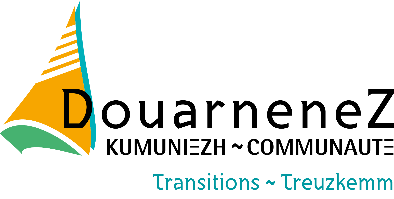 DouarneneZ
KUMUNIEZH ~ COMMUNAUTE
Transitions ~ Treuzkemm